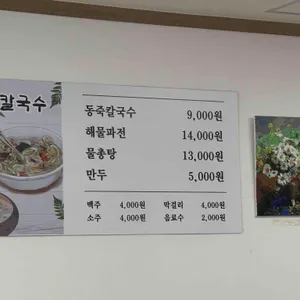 칼국수
동죽칼국수 9,000원
해물파전 14,000원
물총탕 13,000원
만두 5,000원
맥주 4,000원 막걸리 4,000원
소주 4,000원 음료수 2,000원